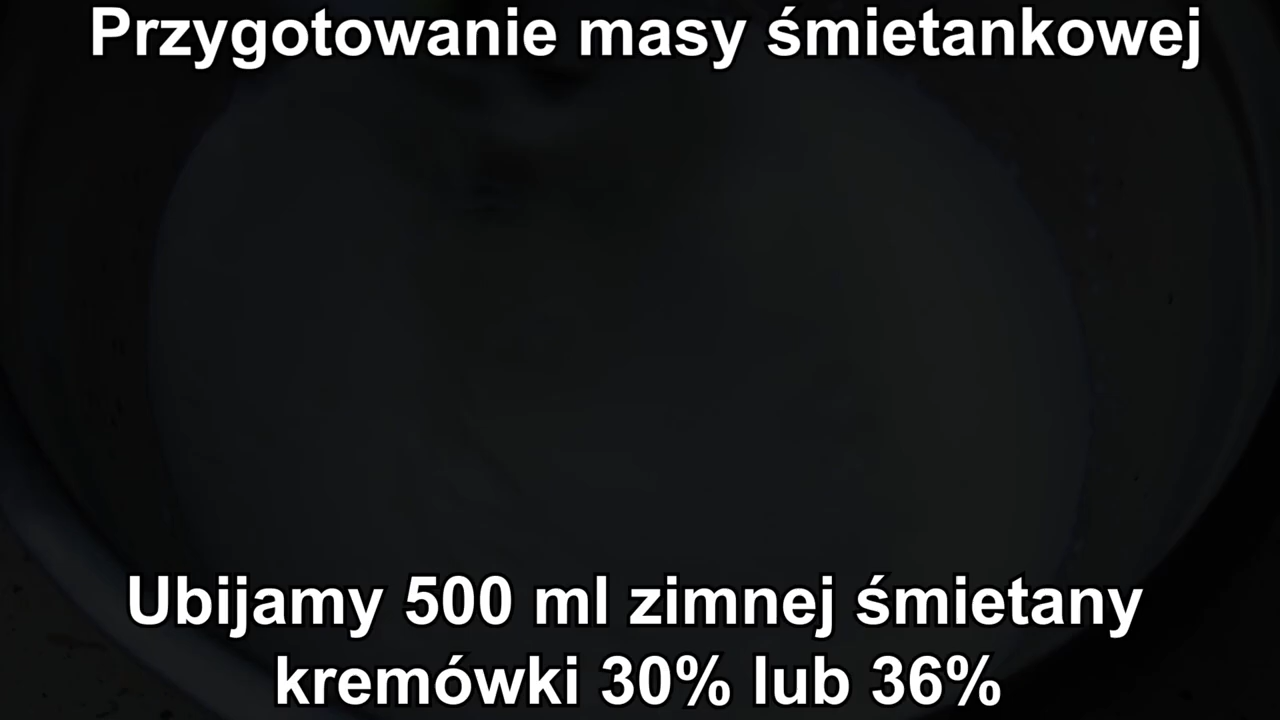 Przygotowanie masy śmietankowej
Ubijamy 500 ml zimnej śmietany
kremówki 30% lub 36%